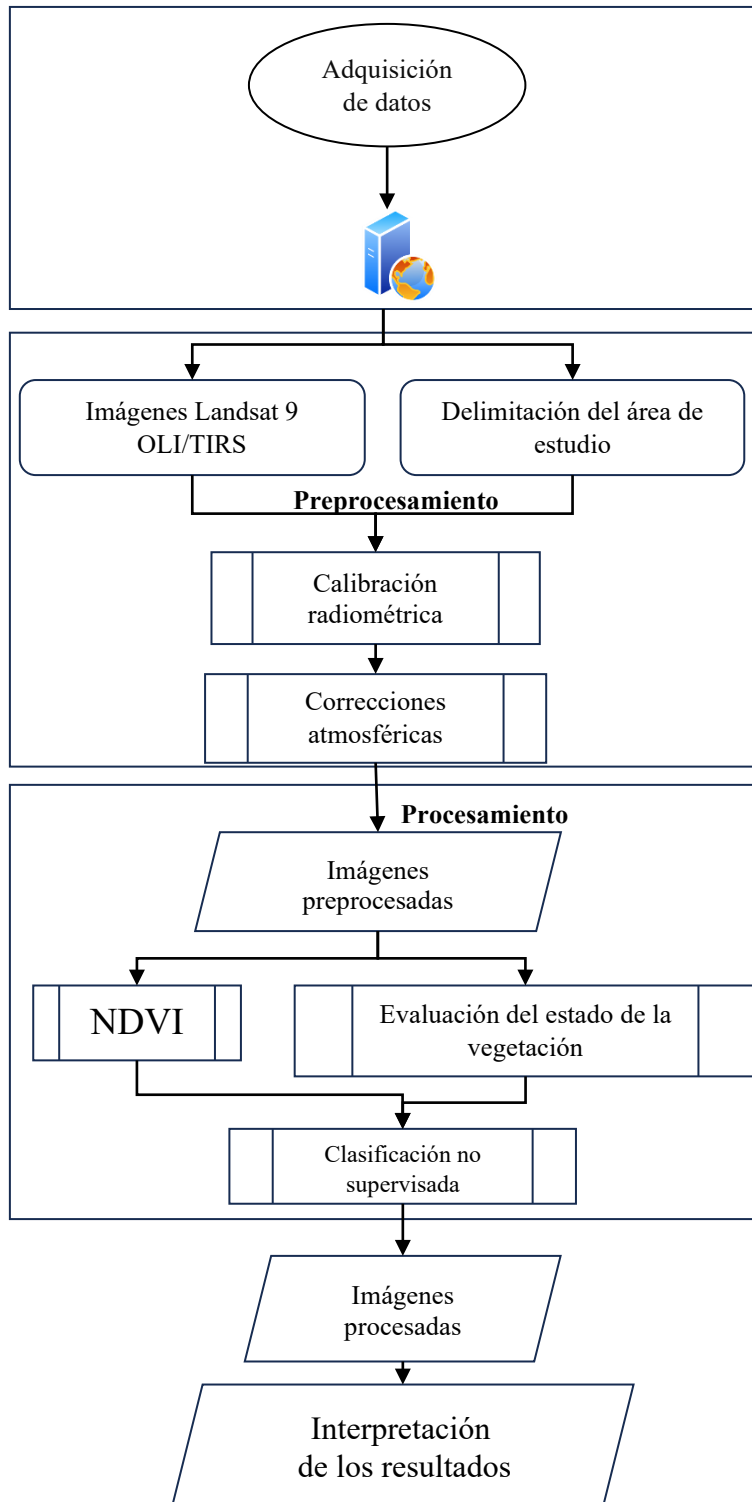 Adquisición
de datos
Imágenes Landsat 9
OLI/TIRS
Delimitación del área de
estudio
Preprocesamiento
Calibración
radiométrica
Correcciones
atmosféricas
Procesamiento
Imágenes
preprocesadas
NDVI
Evaluación del estado de la
vegetación
Clasificación no
supervisada
Imágenes
procesadas
Interpretación
de los resultados